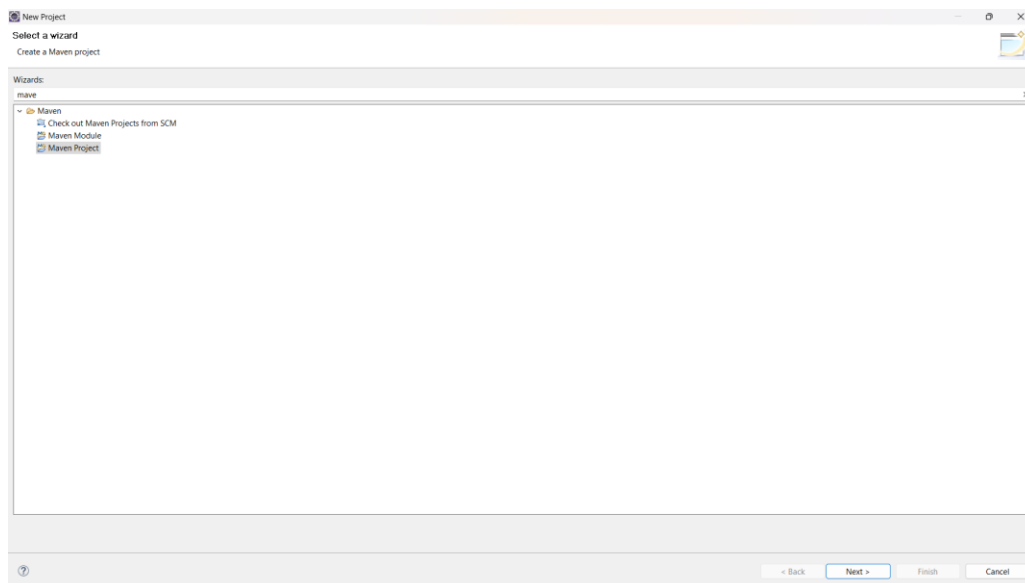 New Project
Select a wizard
Create a Maven project
Wizards:
mave
Maven
Check out Maven Projects from SCM
Maven Module
Maven Project
?
< Back Next > Finish Cancel